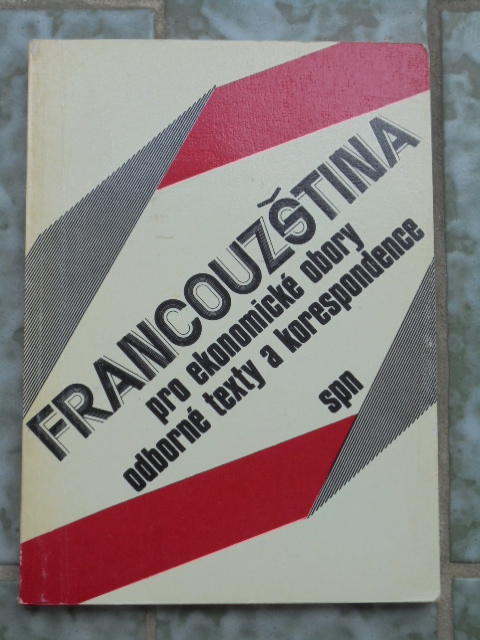 FRANCOUZŠTINA
pro ekonomické obory
odborné texty a korespondence
spn